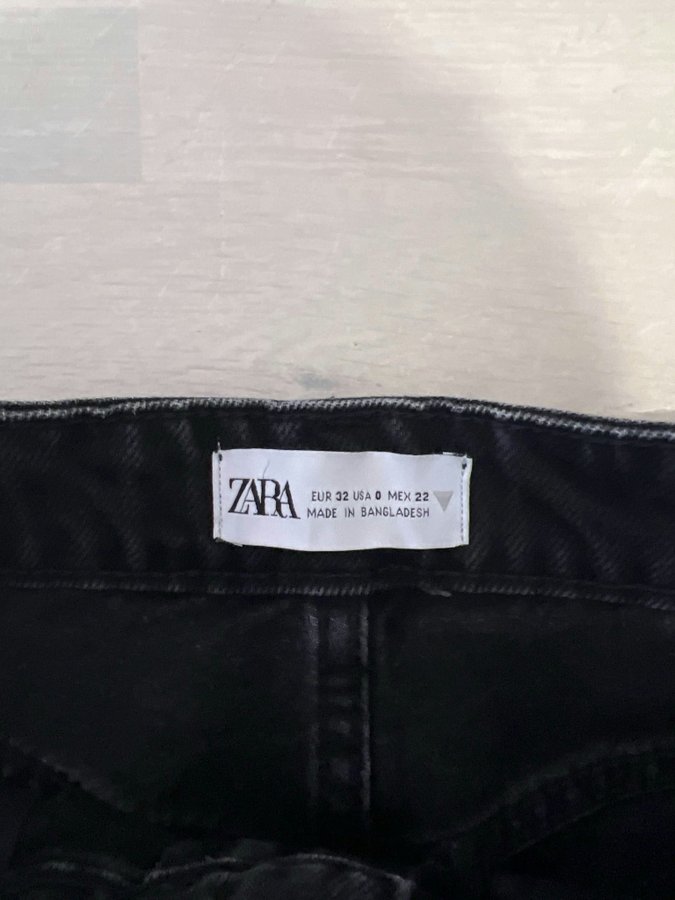 ZARA
EUR 32 USA 0 MEX 22
MADE IN BANGLADESH